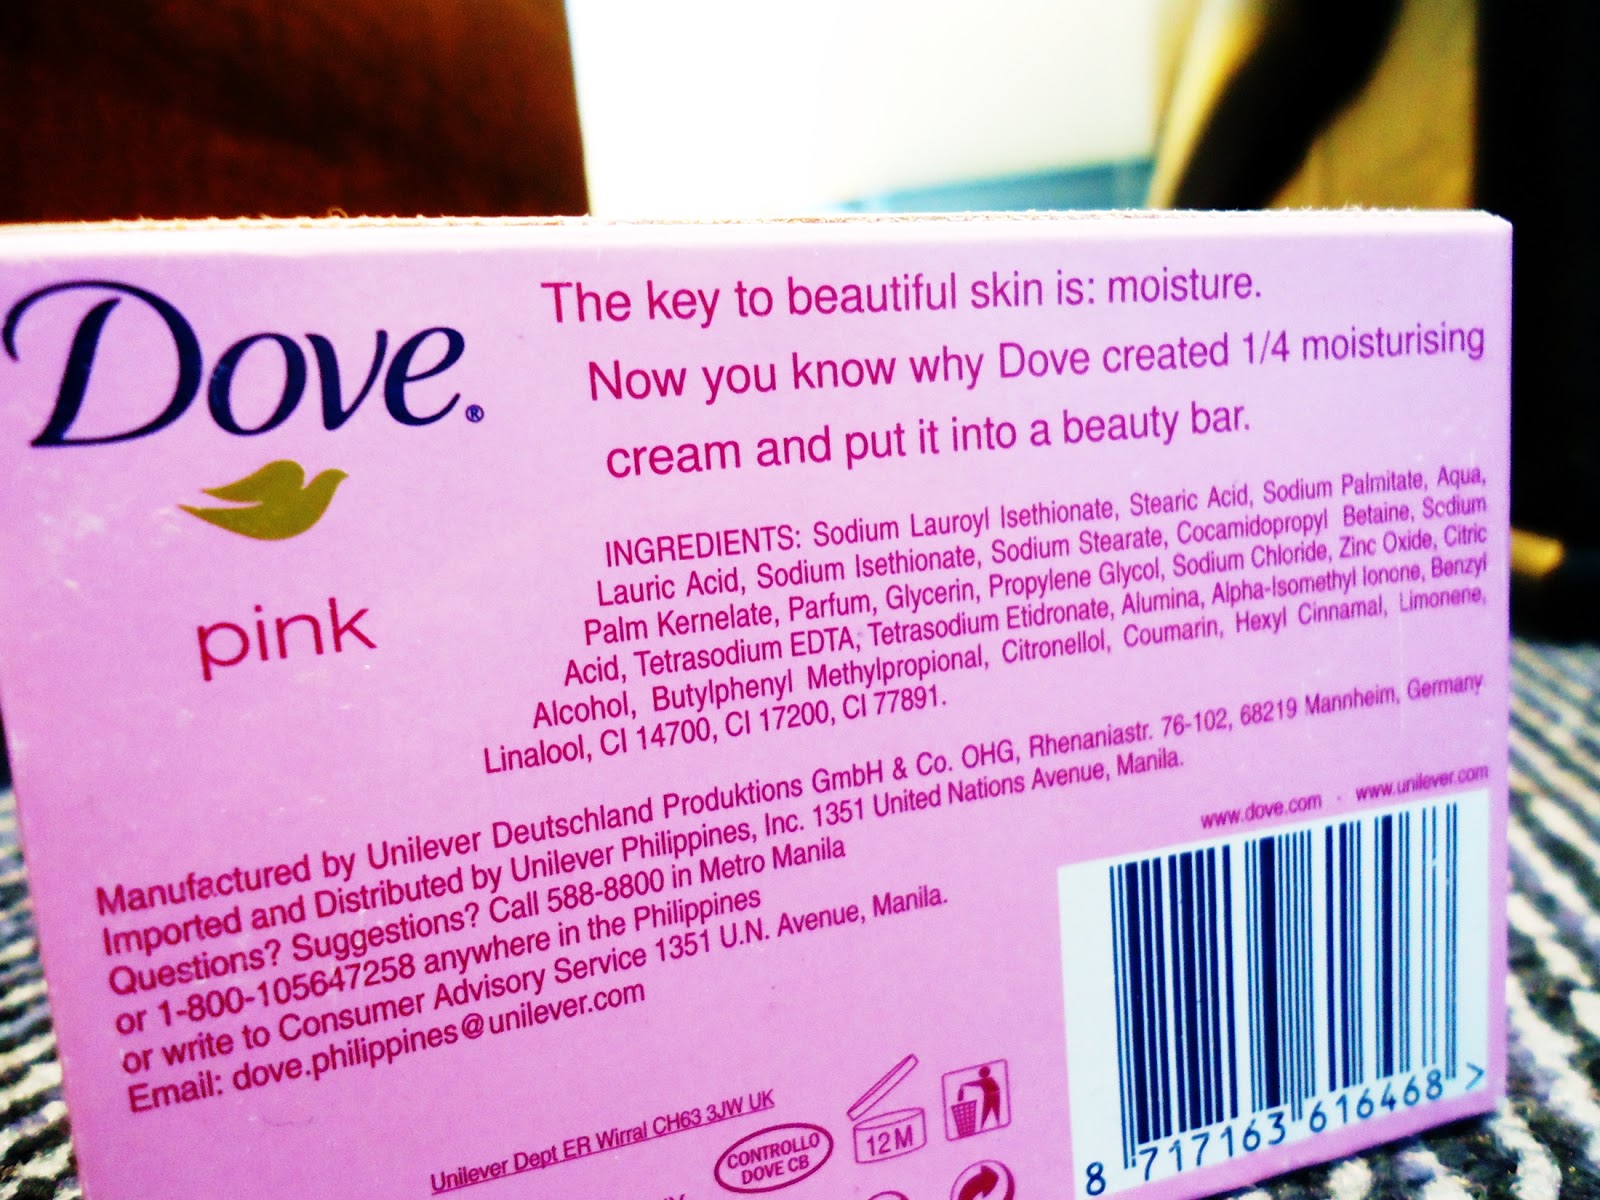 Dove®
pink
The key to beautiful skin is: moisture.
Now you know why Dove created 1/4 moisturising
cream and put it into a beauty bar.
INGREDIENTS: Sodium Lauroyl Isethionate, Stearic Acid, Sodium Palmitate, Aqua,
Lauric Acid, Sodium Isethionate, Sodium Stearate, Cocamidopropyl Betaine, Sodium
Palm Kernelate, Parfum, Glycerin, Propylene Glycol, Sodium Chloride, Zinc Oxide, Citric
Acid, Tetrasodium EDTA, Tetrasodium Etidronate, Alumina, Alpha-Isomethyl Ionone, Benzyl
Alcohol, Butylphenyl Methylpropional, Citronellol, Coumarin, Hexyl Cinnamal, Limonene,
Linalool, CI 14700, CI 17200, CI 77891.
Manufactured by Unilever Deutschland Produktions GmbH & Co. OHG, Rhenaniastr. 76-102, 68219 Mannheim, Germany
Imported and Distributed by Unilever Philippines, Inc. 1351 United Nations Avenue, Manila.
Questions? Suggestions? Call 588-8800 in Metro Manila
or 1-800-105647258 anywhere in the Philippines
or write to Consumer Advisory Service 1351 U.N. Avenue, Manila.
Email: dove.philippines@unilever.com
www.dove.com · www.unilever.com
Unilever Dept ER Wirral CH63 3JW UK
CONTROLLO
DOVE CB
12M
8 717163 616468 >